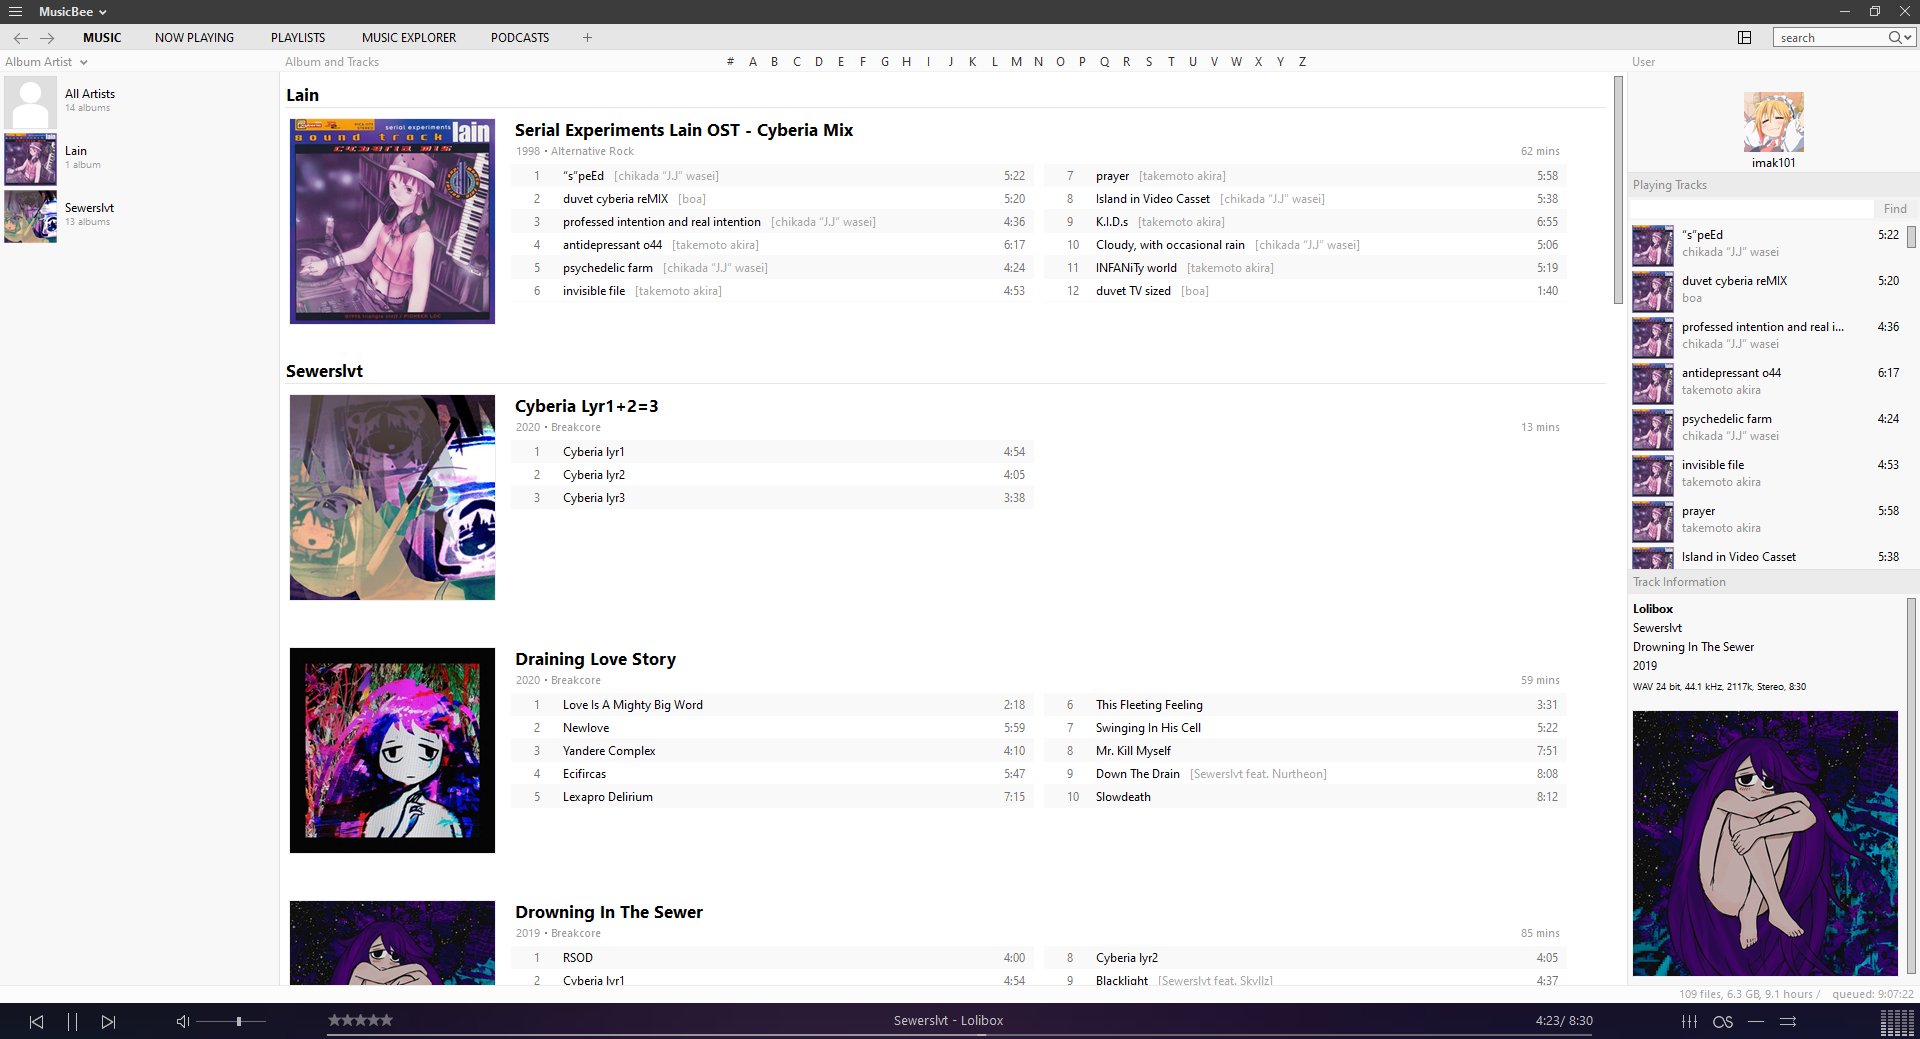 MusicBee
MUSIC NOW PLAYING PLAYLISTS MUSIC EXPLORER PODCASTS +
search
Album Artist
All Artists
14 albums
Lain
1 album
Sewerslvt
13 albums
Album and Tracks
# A B C D E F G H I J K L M N O P Q R S T U V W X Y Z
Lain
serial experiments lain
sound track
Serial Experiments Lain OST - Cyberia Mix
1998 • Alternative Rock 62 mins
1 “s”peEd [chikada “J.J” wasei] 5:22
2 duvet cyberia reMIX [boa] 5:20
3 professed intention and real intention [chikada “J.J” wasei] 4:36
4 antidepressant o44 [takemoto akira] 6:17
5 psychedelic farm [chikada “J.J” wasei] 4:24
6 invisible file [takemoto akira] 4:53
7 prayer [takemoto akira] 5:58
8 Island in Video Casset [chikada “J.J” wasei] 5:38
9 K.I.D.s [takemoto akira] 6:55
10 Cloudy, with occasional rain [chikada “J.J” wasei] 5:06
11 INFANiTy world [takemoto akira] 5:19
12 duvet TV sized [boa] 1:40
Sewerslvt
Cyberia Lyr1+2=3
2020 • Breakcore 13 mins
1 Cyberia lyr1 4:54
2 Cyberia lyr2 4:05
3 Cyberia lyr3 3:38
Draining Love Story
2020 • Breakcore 59 mins
1 Love Is A Mighty Big Word 2:18
2 Newlove 5:59
3 Yandere Complex 4:10
4 Ecifircas 5:47
5 Lexapro Delirium 7:15
6 This Fleeting Feeling 3:31
7 Swinging In His Cell 5:22
8 Mr. Kill Myself 7:51
9 Down The Drain [Sewerslvt feat. Nurtheon] 8:08
10 Slowdeath 8:12
Drowning In The Sewer
2019 • Breakcore 85 mins
1 RSOD 4:00
2 Cyberia lyr1 4:54
8 Cyberia lyr2 4:05
9 Blacklight [Sewerslvt feat. Skyllz] 4:37
User
imak101
Playing Tracks
Find
“s”peEd 5:22
chikada “J.J” wasei
duvet cyberia reMIX 5:20
boa
professed intention and real i... 4:36
chikada “J.J” wasei
antidepressant o44 6:17
takemoto akira
psychedelic farm 4:24
chikada “J.J” wasei
invisible file 4:53
takemoto akira
prayer 5:58
takemoto akira
Island in Video Casset 5:38
Track Information
Lolibox
Sewerslvt
Drowning In The Sewer
2019
WAV 24 bit, 44.1 kHz, 2117k, Stereo, 8:30
109 files, 6.3 GB, 9.1 hours / queued: 9:07:22
Sewerslvt - Lolibox
4:23/ 8:30